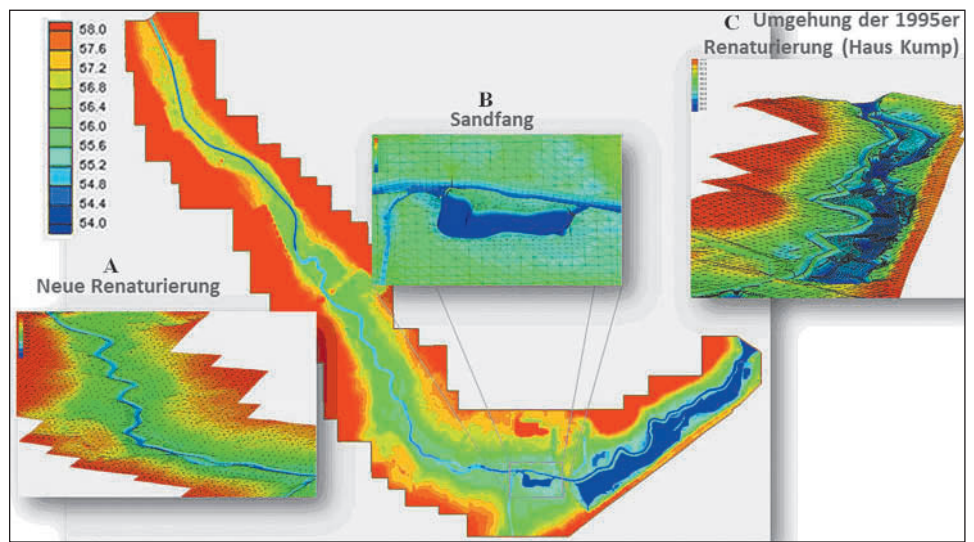 58.0
57.6
57.2
56.8
56.4
56.0
55.6
55.2
54.8
54.4
54.0
A
Neue Renaturierung
B
Sandfang
C Umgehung der 1995er
Renaturierung (Haus Kump)